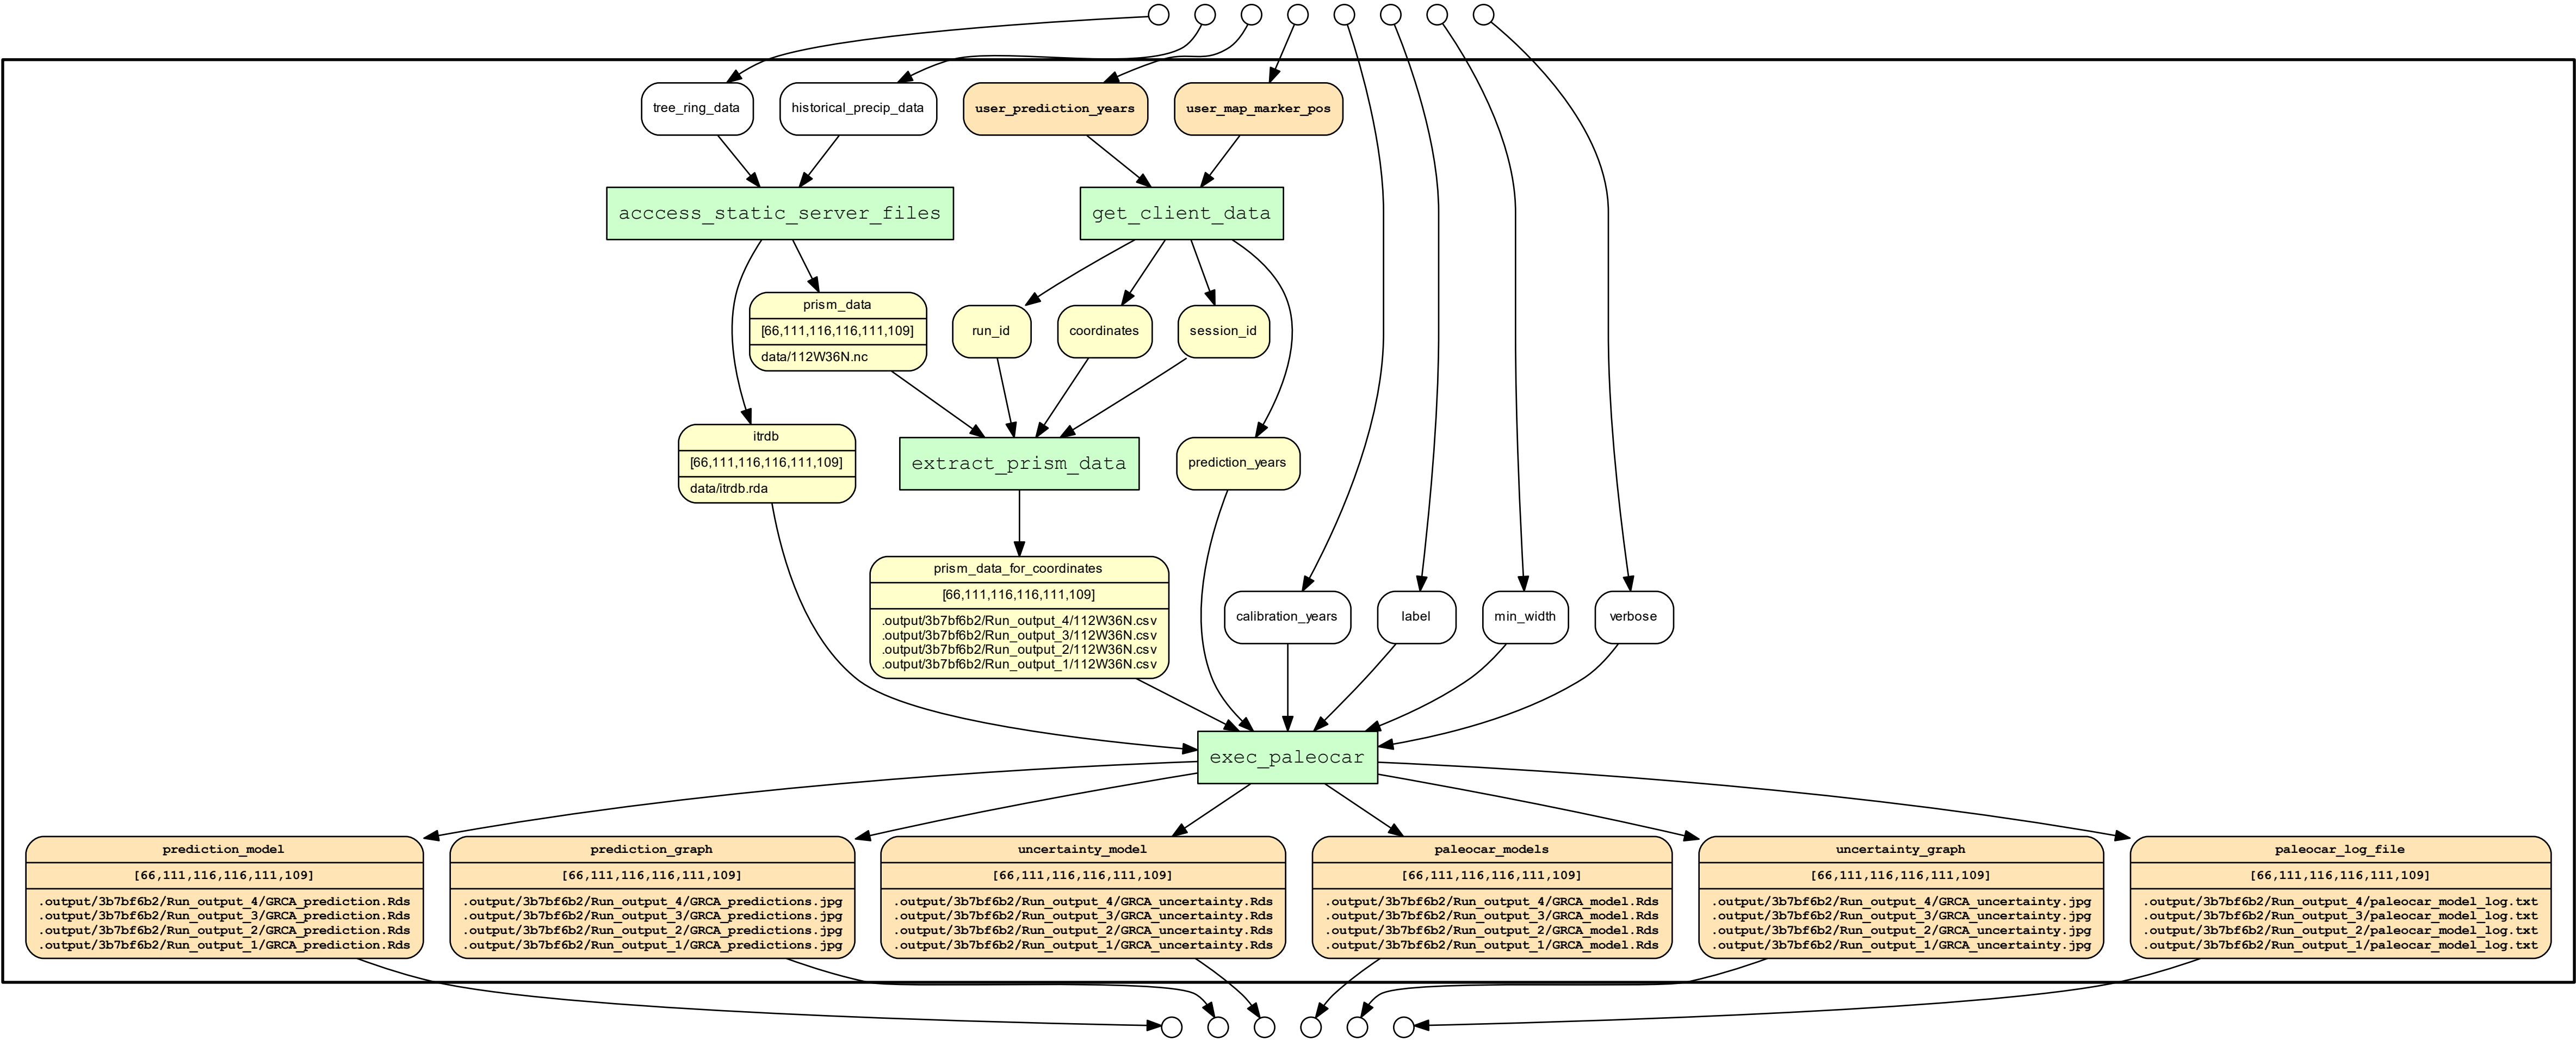 tree_ring_data
historical_precip_data
user_prediction_years
user_map_marker_pos
acccess_static_server_files
get_client_data
prism_data
[66,111,116,116,111,109]
data/112W36N.nc
run_id
coordinates
session_id
itrdb
[66,111,116,116,111,109]
data/itrdb.rda
extract_prism_data
prediction_years
prism_data_for_coordinates
[66,111,116,116,111,109]
.output/3b7bf6b2/Run_output_4/112W36N.csv
.output/3b7bf6b2/Run_output_3/112W36N.csv
.output/3b7bf6b2/Run_output_2/112W36N.csv
.output/3b7bf6b2/Run_output_1/112W36N.csv
calibration_years
label
min_width
verbose
exec_paleocar
prediction_model
[66,111,116,116,111,109]
.output/3b7bf6b2/Run_output_4/GRCA_prediction.Rds
.output/3b7bf6b2/Run_output_3/GRCA_prediction.Rds
.output/3b7bf6b2/Run_output_2/GRCA_prediction.Rds
.output/3b7bf6b2/Run_output_1/GRCA_prediction.Rds
prediction_graph
[66,111,116,116,111,109]
.output/3b7bf6b2/Run_output_4/GRCA_predictions.jpg
.output/3b7bf6b2/Run_output_3/GRCA_predictions.jpg
.output/3b7bf6b2/Run_output_2/GRCA_predictions.jpg
.output/3b7bf6b2/Run_output_1/GRCA_predictions.jpg
uncertainty_model
[66,111,116,116,111,109]
.output/3b7bf6b2/Run_output_4/GRCA_uncertainty.Rds
.output/3b7bf6b2/Run_output_3/GRCA_uncertainty.Rds
.output/3b7bf6b2/Run_output_2/GRCA_uncertainty.Rds
.output/3b7bf6b2/Run_output_1/GRCA_uncertainty.Rds
paleocar_models
[66,111,116,116,111,109]
.output/3b7bf6b2/Run_output_4/GRCA_model.Rds
.output/3b7bf6b2/Run_output_3/GRCA_model.Rds
.output/3b7bf6b2/Run_output_2/GRCA_model.Rds
.output/3b7bf6b2/Run_output_1/GRCA_model.Rds
uncertainty_graph
[66,111,116,116,111,109]
.output/3b7bf6b2/Run_output_4/GRCA_uncertainty.jpg
.output/3b7bf6b2/Run_output_3/GRCA_uncertainty.jpg
.output/3b7bf6b2/Run_output_2/GRCA_uncertainty.jpg
.output/3b7bf6b2/Run_output_1/GRCA_uncertainty.jpg
paleocar_log_file
[66,111,116,116,111,109]
.output/3b7bf6b2/Run_output_4/paleocar_model_log.txt
.output/3b7bf6b2/Run_output_3/paleocar_model_log.txt
.output/3b7bf6b2/Run_output_2/paleocar_model_log.txt
.output/3b7bf6b2/Run_output_1/paleocar_model_log.txt